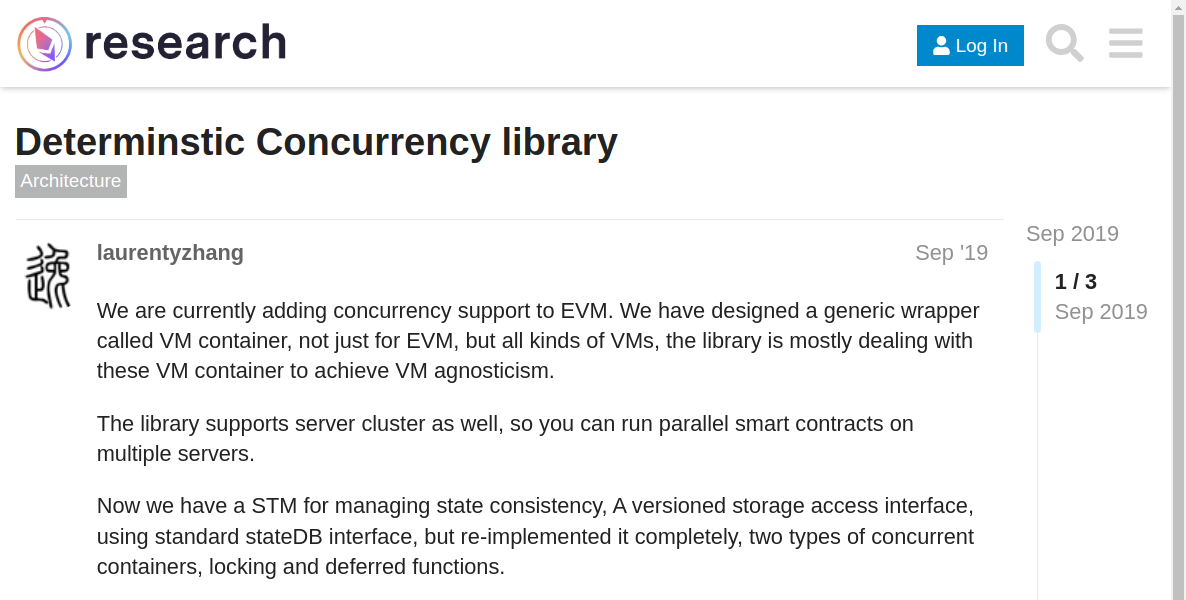 research
Log In
Determinstic Concurrency library
Architecture
laurentyzhang
Sep '19
We are currently adding concurrency support to EVM. We have designed a generic wrapper
called VM container, not just for EVM, but all kinds of VMs, the library is mostly dealing with
these VM container to achieve VM agnosticism.
The library supports server cluster as well, so you can run parallel smart contracts on
multiple servers.
Now we have a STM for managing state consistency, A versioned storage access interface,
using standard stateDB interface, but re-implemented it completely, two types of concurrent
containers, locking and deferred functions.
Sep 2019
1 / 3
Sep 2019